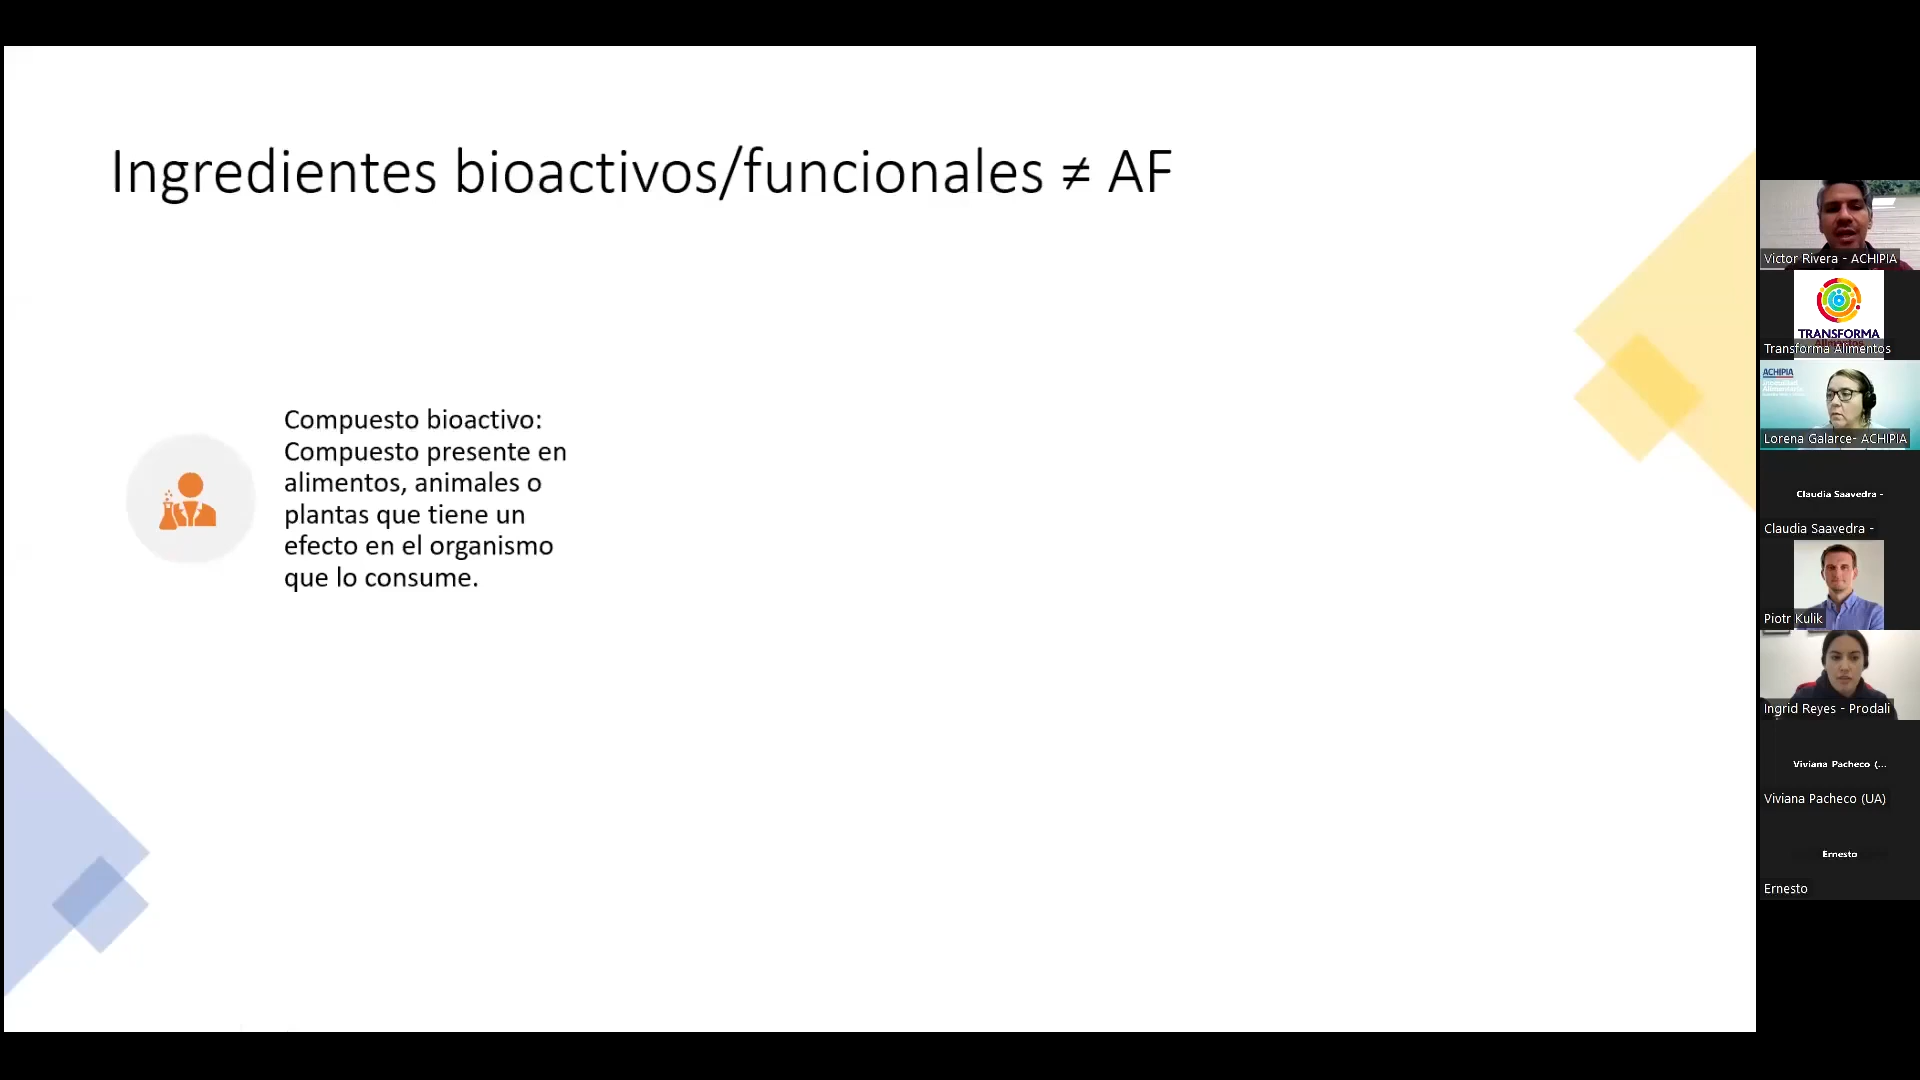 Ingredientes bioactivos/funcionales ≠ AF
Compuesto bioactivo:
Compuesto presente en
alimentos, animales o
plantas que tiene un
efecto en el organismo
que lo consume.
Victor Rivera - ACHIPIA
TRANSFORMA
Transforma Alimentos
ACHIPIA
Lorena Galarce- ACHIPIA
Claudia Saavedra -
Claudia Saavedra -
Piotr Kulik
Ingrid Reyes - Prodali
Viviana Pacheco (...
Viviana Pacheco (UA)
Ernesto
Ernesto